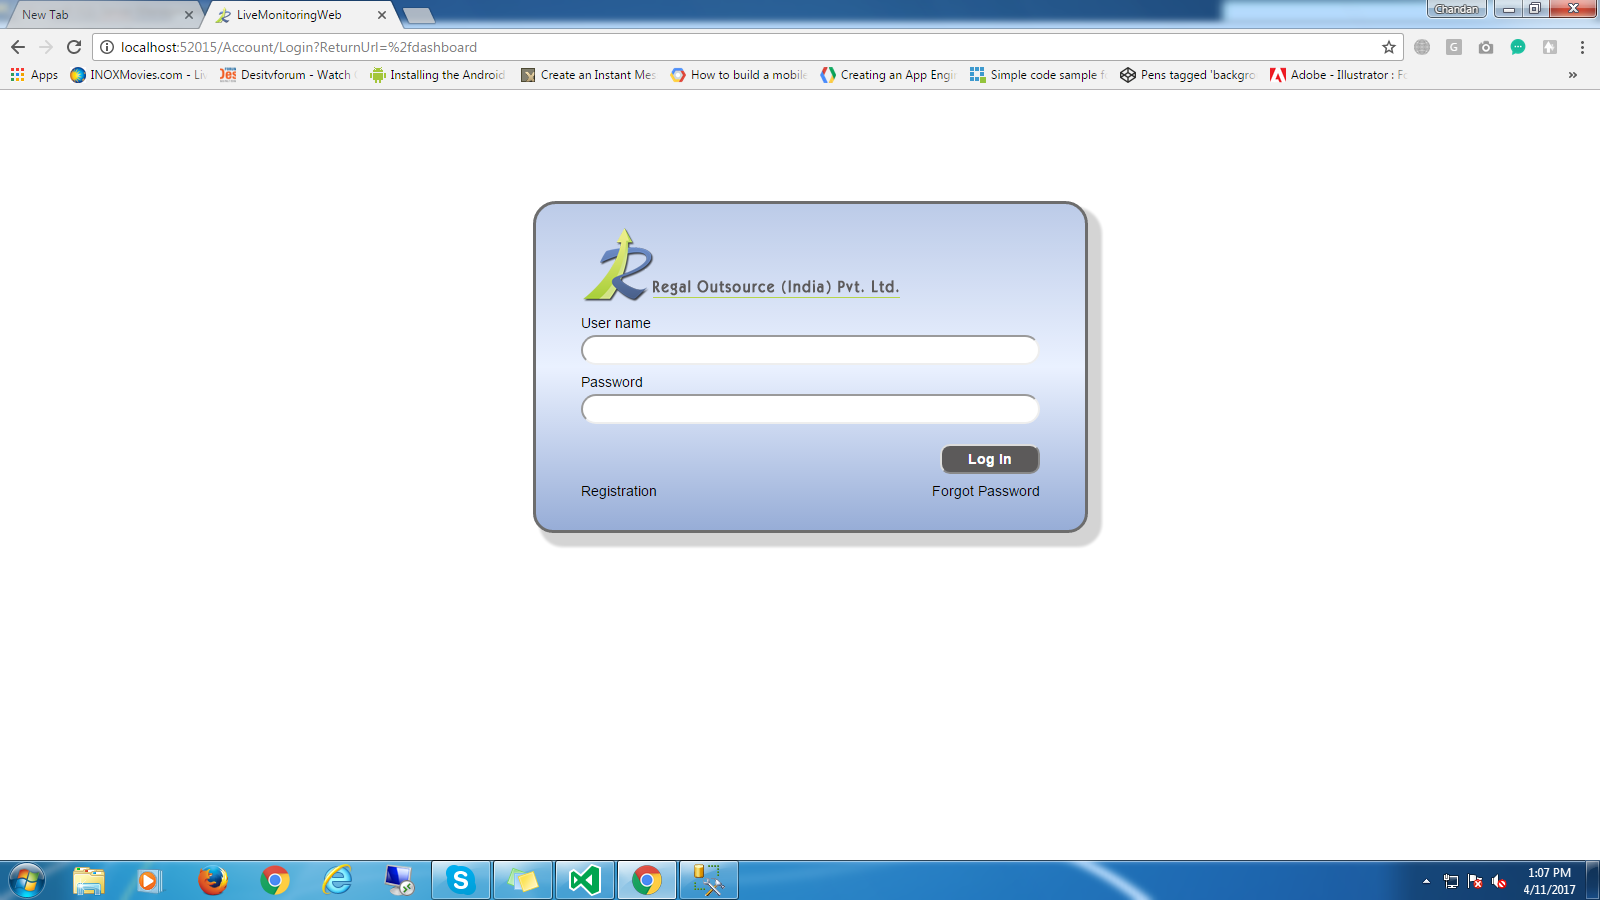 New Tab
LiveMonitoringWeb
Chandan
localhost:52015/Account/Login?ReturnUrl=%2fdashboard
G
Apps
INOXMovies.com - Li
Desitvforum - Watch
Installing the Android
Create an Instant Mes
How to build a mobile
Creating an App Engi
Simple code sample f
Pens tagged 'backgro
Adobe - Illustrator : Fo
»
Regal Outsource (India) Pvt. Ltd.
User name
Password
Log In
Registration
Forgot Password
1:07 PM
4/11/2017